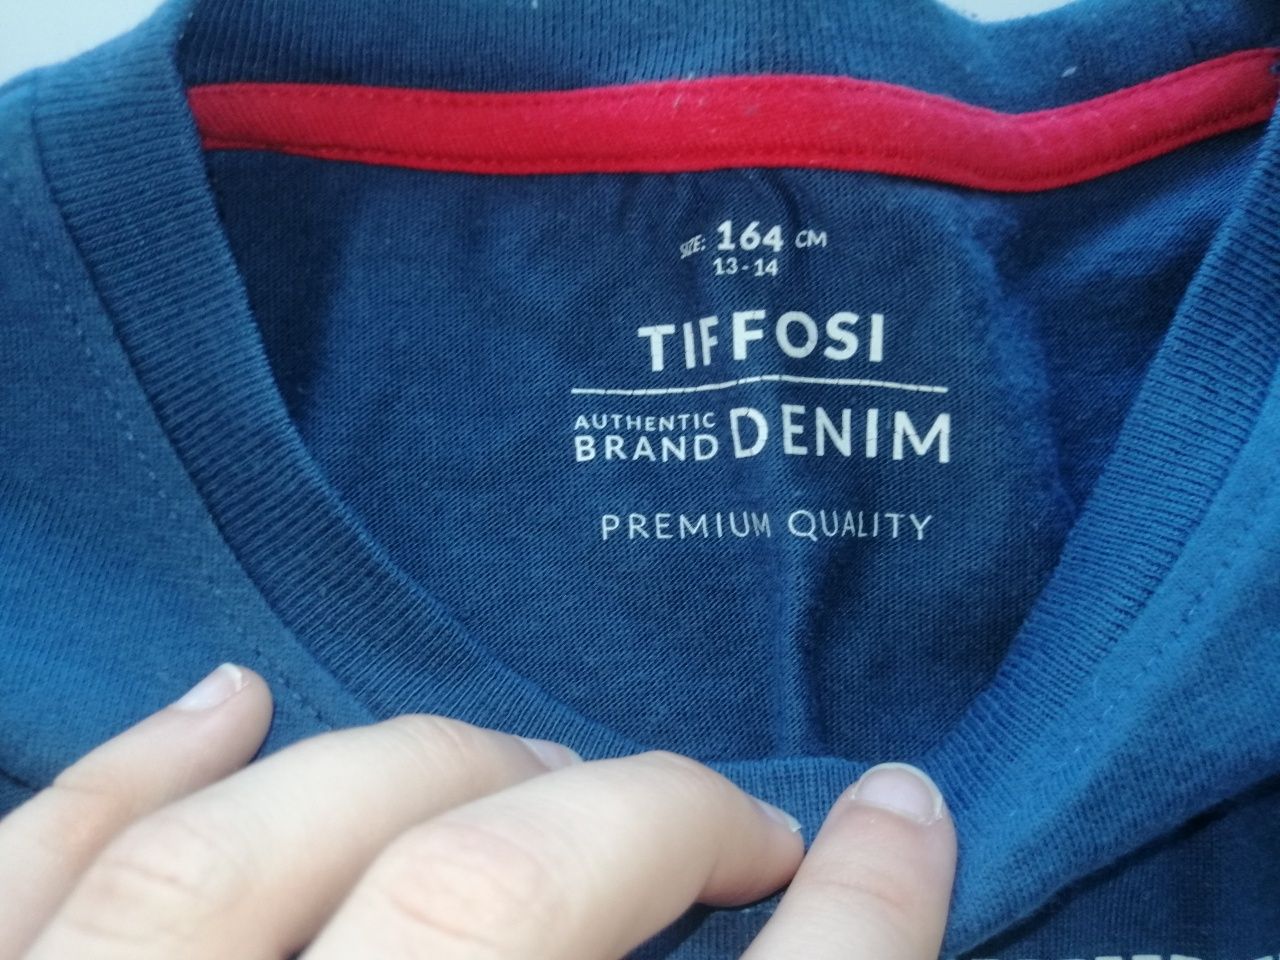 SIZE: 164 CM
13-14
TIFFOSI
AUTHENTIC
BRAND DENIM
PREMIUM QUALITY